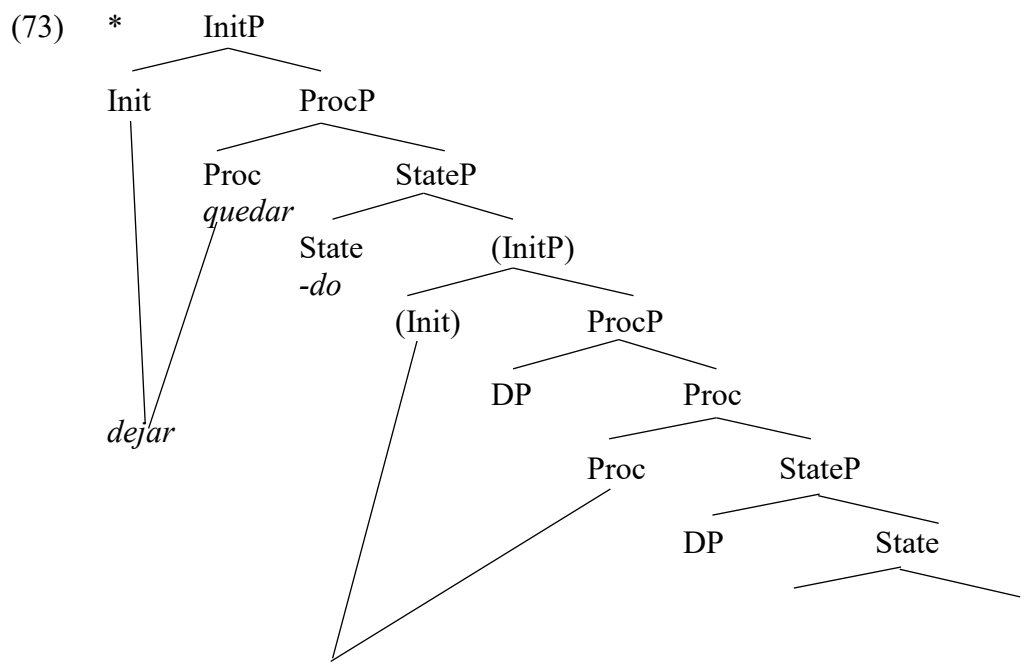 (73) * InitP
Init ProcP
Proc StateP
quedar
State (InitP)
-do
(Init) ProcP
DP Proc
dejar
Proc StateP
DP State